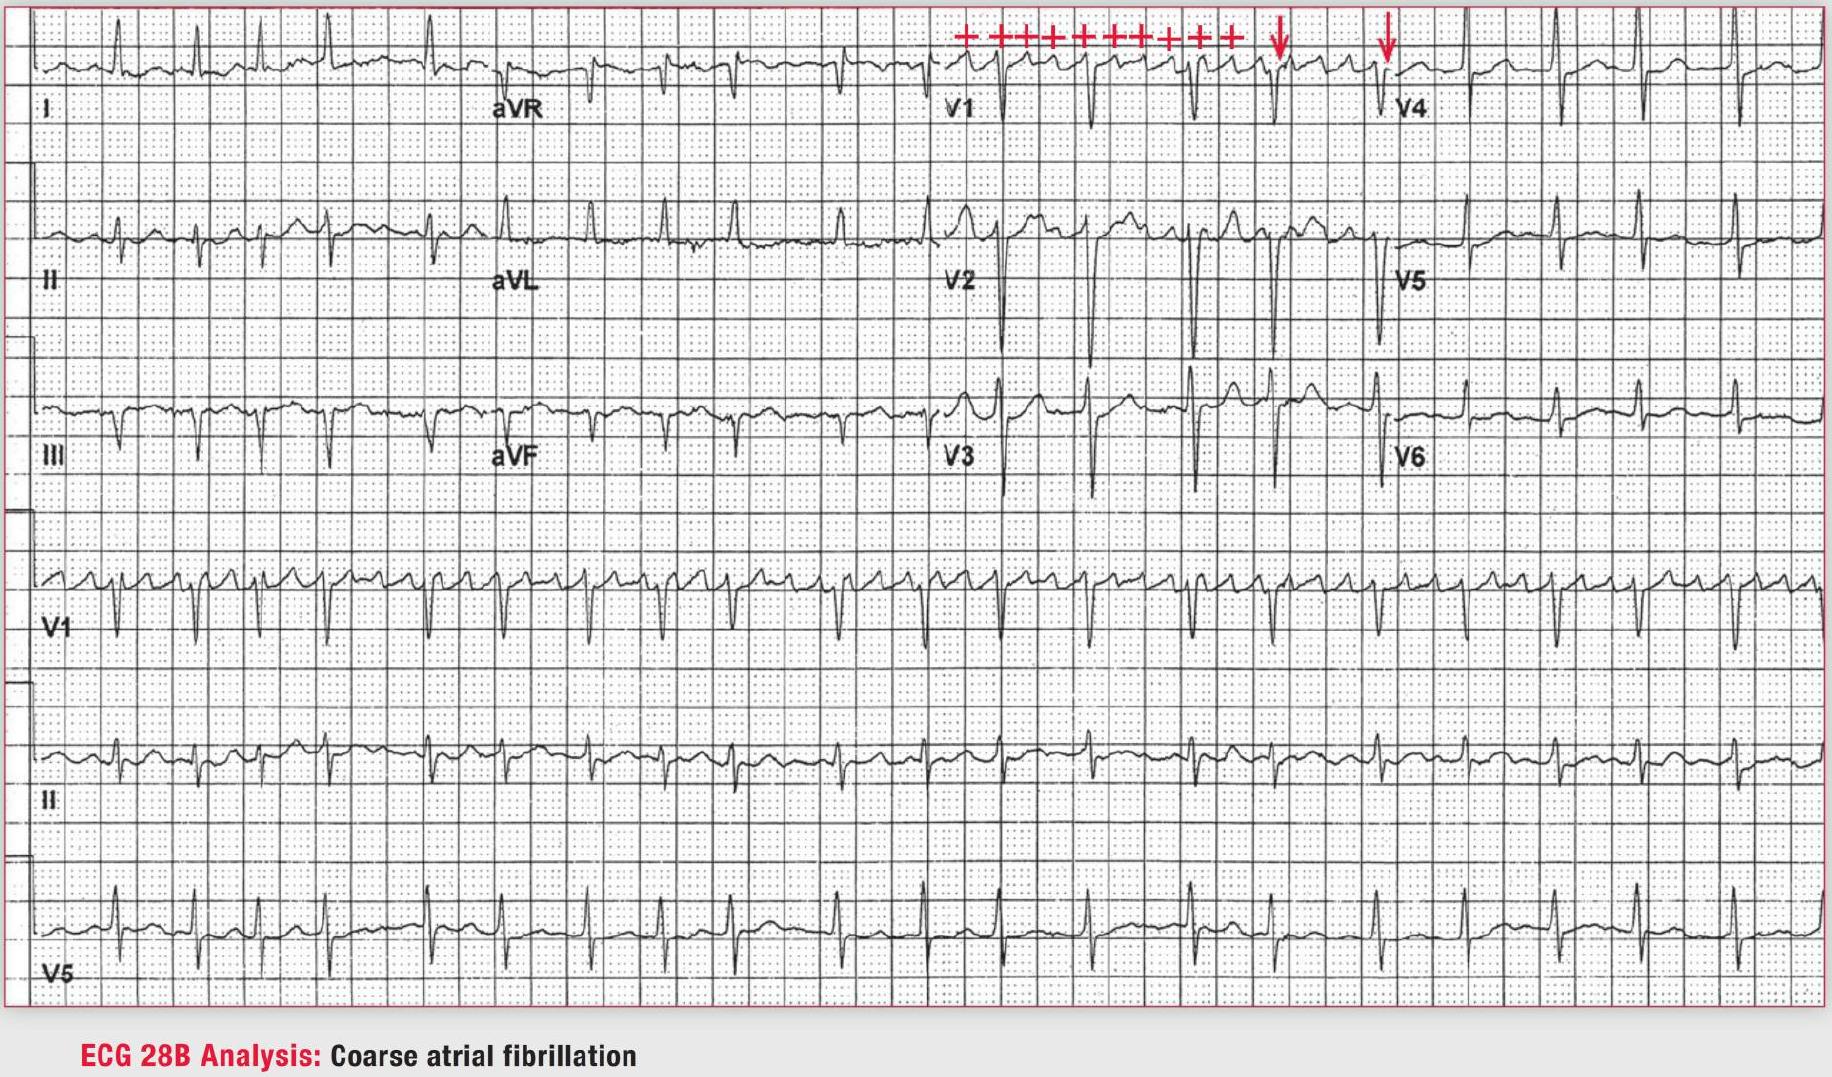 I aVR V1 V4
II aVL V2 V5
III aVF V3 V6
V1
II
V5
ECG 28B Analysis: Coarse atrial fibrillation